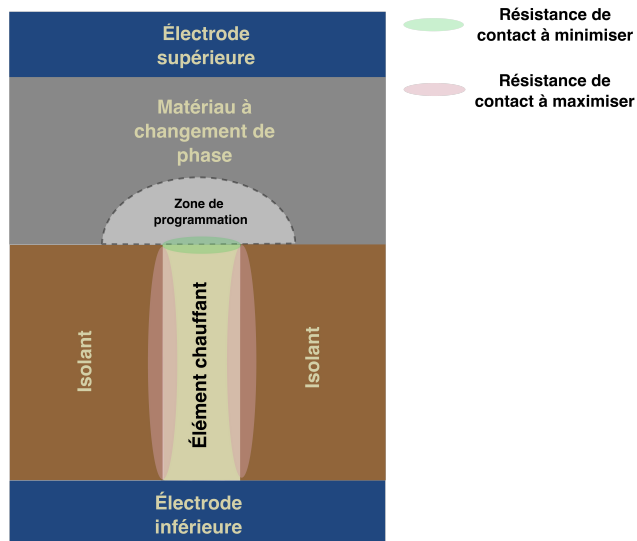 Électrode
supérieure
Résistance de
contact à minimiser
Résistance de
contact à maximiser
Matériau à
changement de
phase
Zone de
programmation
Isolant
Élément chauffant
Isolant
Électrode
inférieure